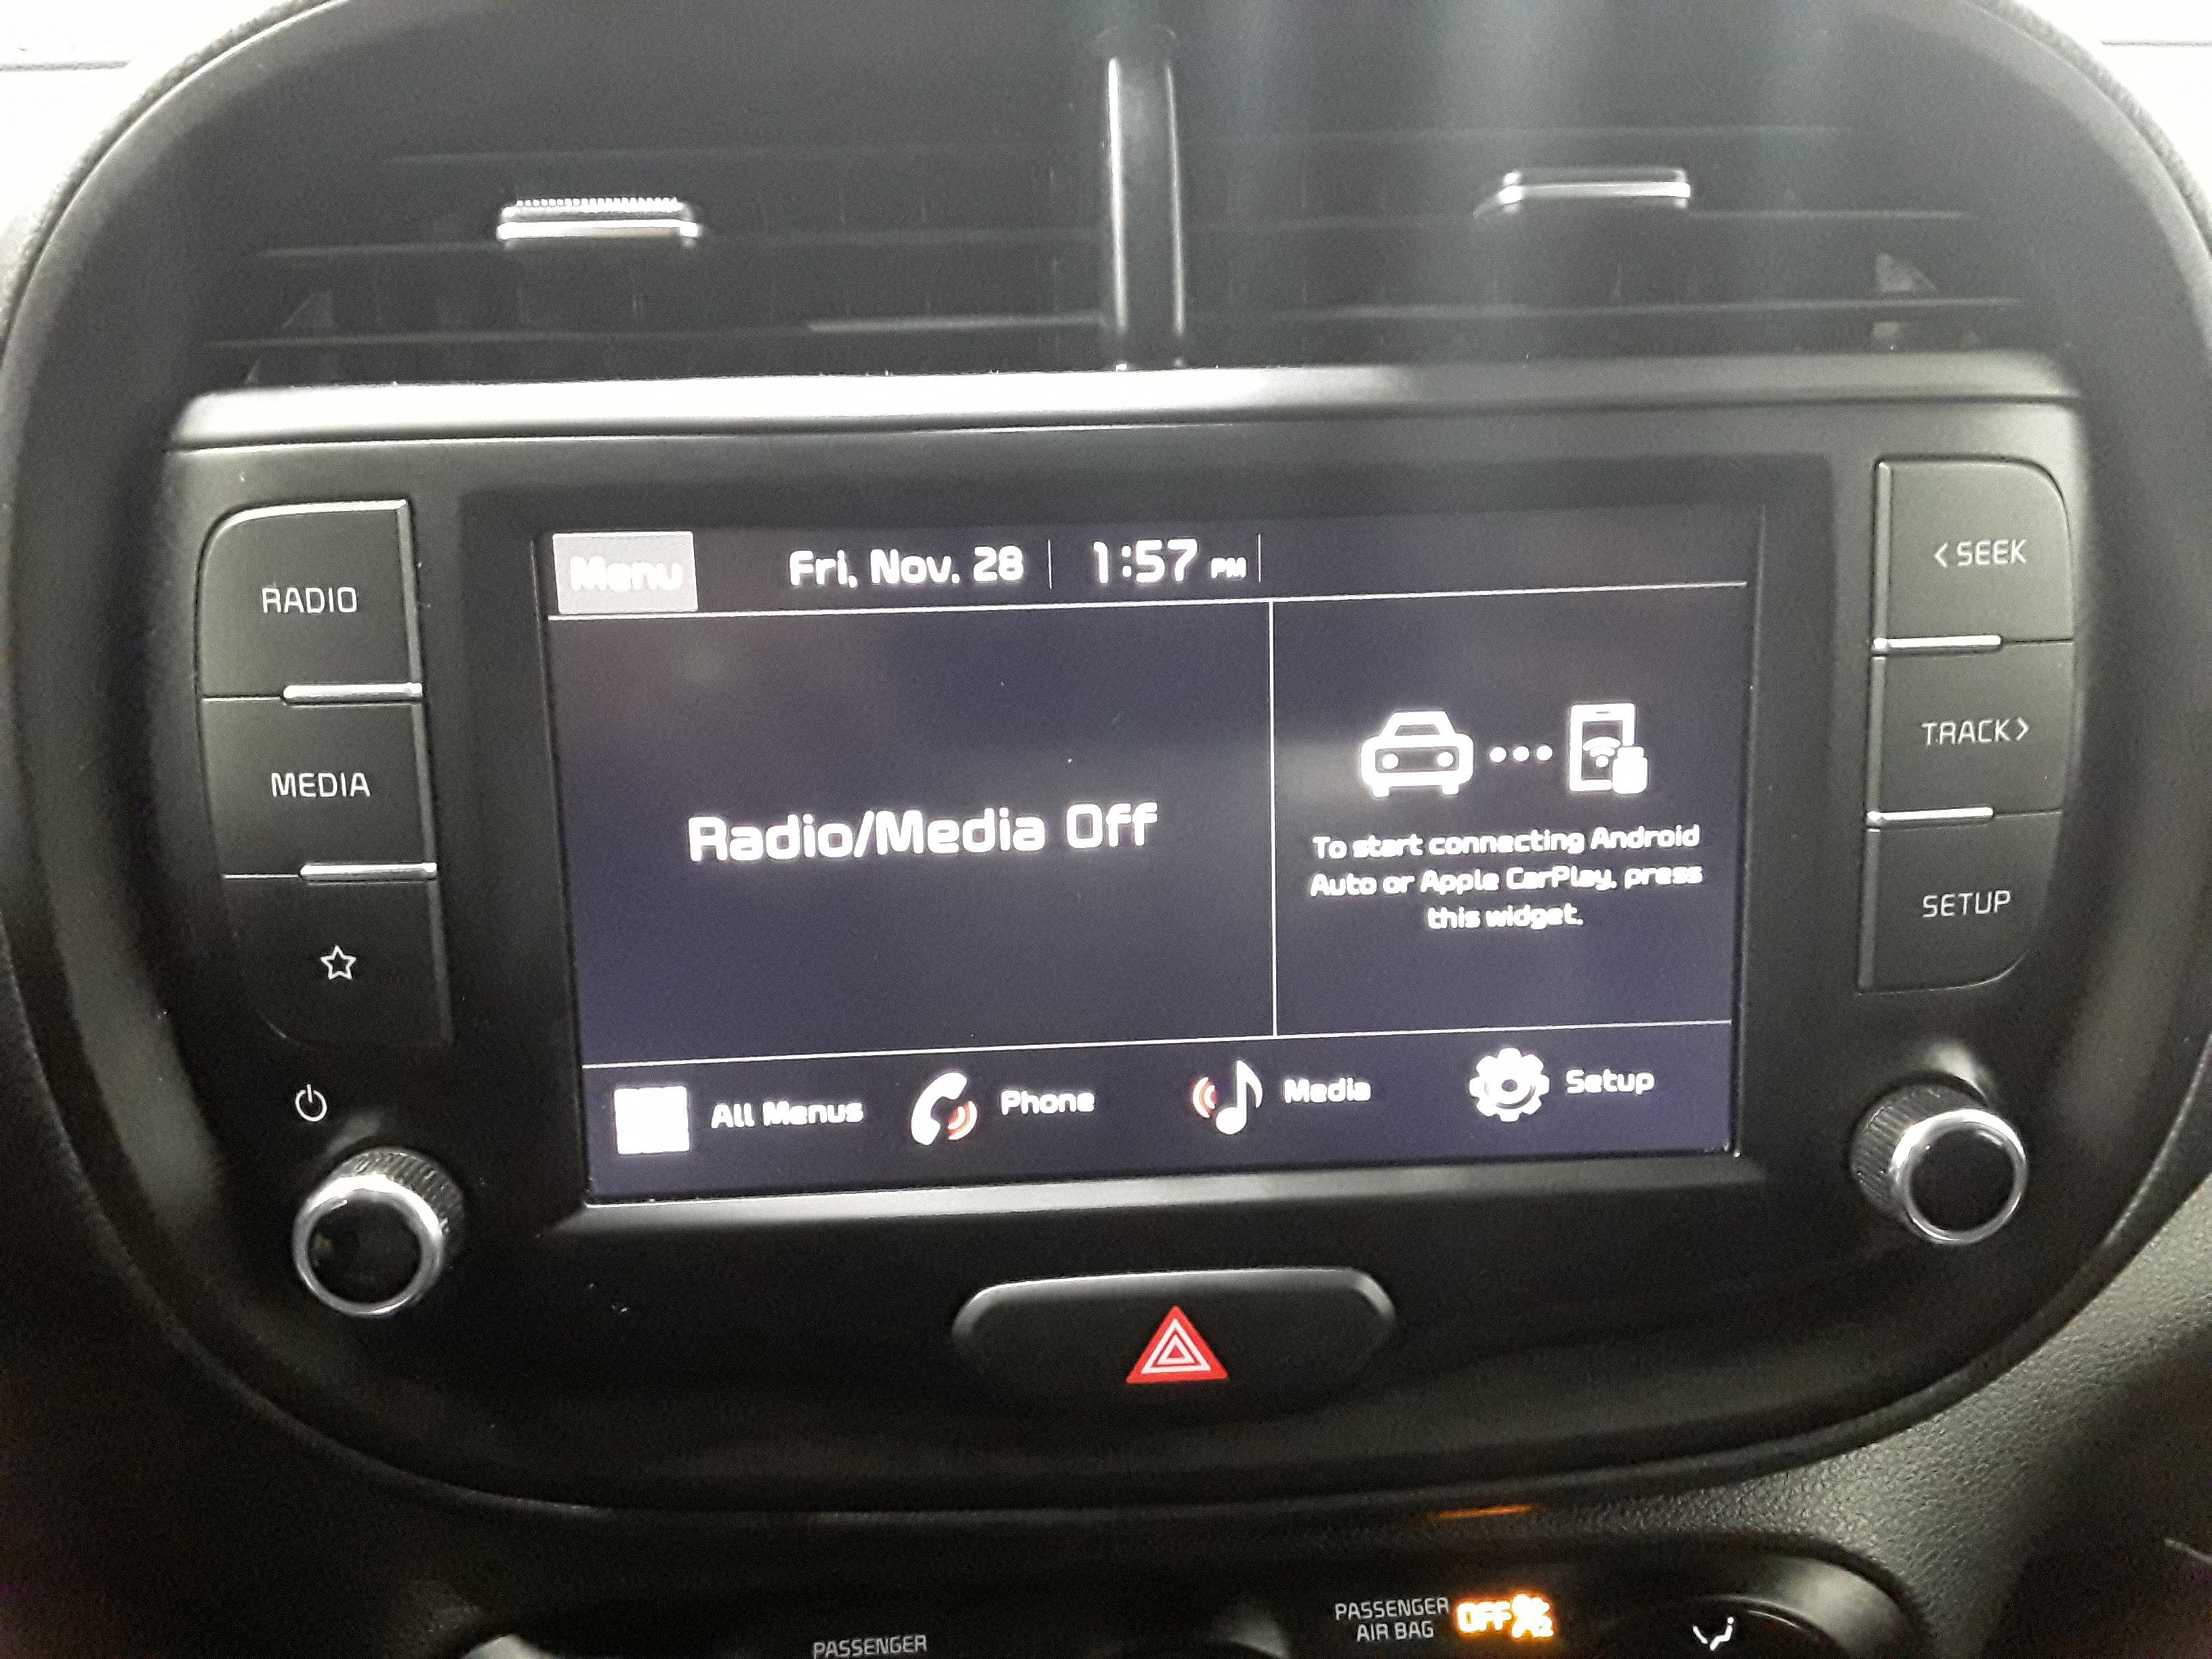 Menu
Fri, Nov. 28
1:57 PM
RADIO
MEDIA
<SEEK
TRACK>
SETUP
Radio/Media Off
To start connecting Android
Auto or Apple CarPlay, press
this widget.
All Menus
Phone
Media
Setup
PASSENGER
PASSENGER
AIR BAG
OFF